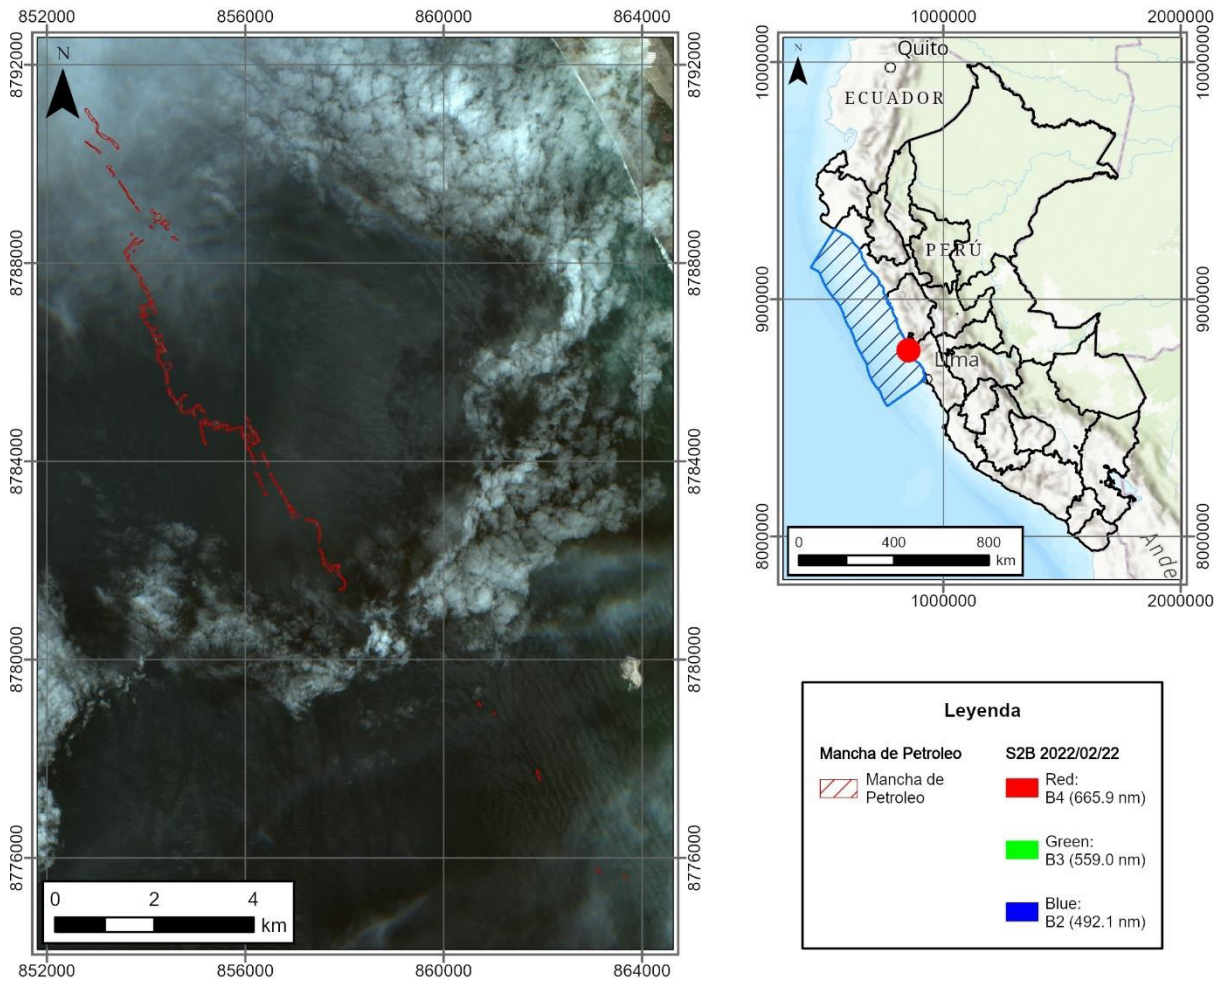 852000 856000 860000 864000
8792000 8792000
N
8788000 8788000
8784000 8784000
8780000 8780000
8776000 8776000
0 2 4
km
852000 856000 860000 864000
1000000 2000000
10000000 10000000
N
Quito
ECUADOR
PERÚ
9000000 9000000
Lima
8000000 8000000
Ande
0 400 800
km
1000000 2000000
Leyenda
Mancha de Petroleo
Mancha de
Petroleo
S2B 2022/02/22
Red:
B4 (665.9 nm)
Green:
B3 (559.0 nm)
Blue:
B2 (492.1 nm)